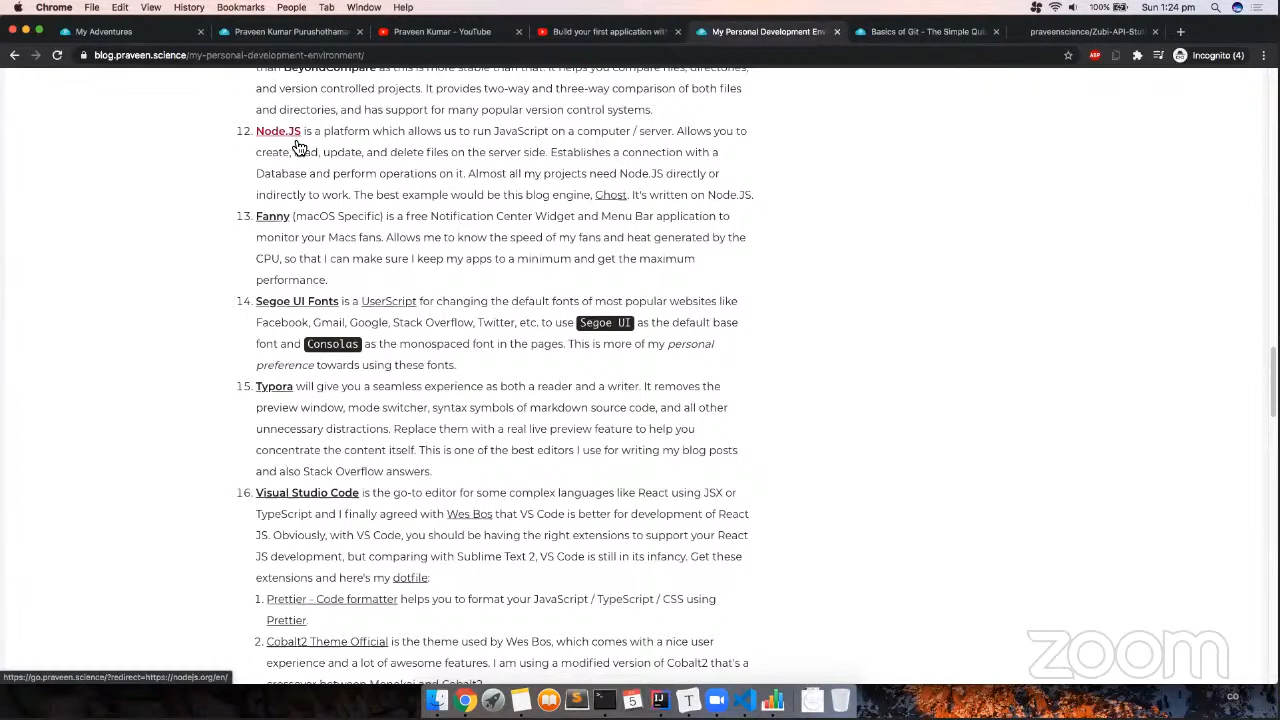 Chrome File Edit View History Bookmarks People Tab Window Help 100% Sun 1:24 pm
My Adventures Praveen Kumar Purushothama Praveen Kumar - YouTube Build your first application wit My Personal Development Env Basics of Git - The Simple Qui praveenscience/Zubi-API-Stu
blog.praveen.science/my-personal-development-environment/ ABP Incognito (4)
than BeyondCompare as this is more stable than that. It helps you compare files, directories,
and version controlled projects. It provides two-way and three-way comparison of both files
and directories, and has support for many popular version control systems.
12. Node.JS is a platform which allows us to run JavaScript on a computer / server. Allows you to
create, read, update, and delete files on the server side. Establishes a connection with a
Database and perform operations on it. Almost all my projects need Node.JS directly or
indirectly to work. The best example would be this blog engine, Ghost. It's written on Node.JS.
13. Fanny (macOS Specific) is a free Notification Center Widget and Menu Bar application to
monitor your Macs fans. Allows me to know the speed of my fans and heat generated by the
CPU, so that I can make sure I keep my apps to a minimum and get the maximum
performance.
14. Segoe UI Fonts is a UserScript for changing the default fonts of most popular websites like
Facebook, Gmail, Google, Stack Overflow, Twitter, etc. to use Segoe UI as the default base
font and Consolas as the monospaced font in the pages. This is more of my personal
preference towards using these fonts.
15. Typora will give you a seamless experience as both a reader and a writer. It removes the
preview window, mode switcher, syntax symbols of markdown source code, and all other
unnecessary distractions. Replace them with a real live preview feature to help you
concentrate the content itself. This is one of the best editors I use for writing my blog posts
and also Stack Overflow answers.
16. Visual Studio Code is the go-to editor for some complex languages like React using JSX or
TypeScript and I finally agreed with Wes Bos that VS Code is better for development of React
JS. Obviously, with VS Code, you should be having the right extensions to support your React
JS development, but comparing with Sublime Text 2, VS Code is still in its infancy. Get these
extensions and here's my dotfile:
1. Prettier - Code formatter helps you to format your JavaScript / TypeScript / CSS using
Prettier.
2. Cobalt2 Theme Official is the theme used by Wes Bos, which comes with a nice user
experience and a lot of awesome features. I am using a modified version of Cobalt2 that's a
crossover between Monokai and Cobalt2.
zoom
https://go.praveen.science/?redirect=https://nodejs.org/en/
5
T
CO